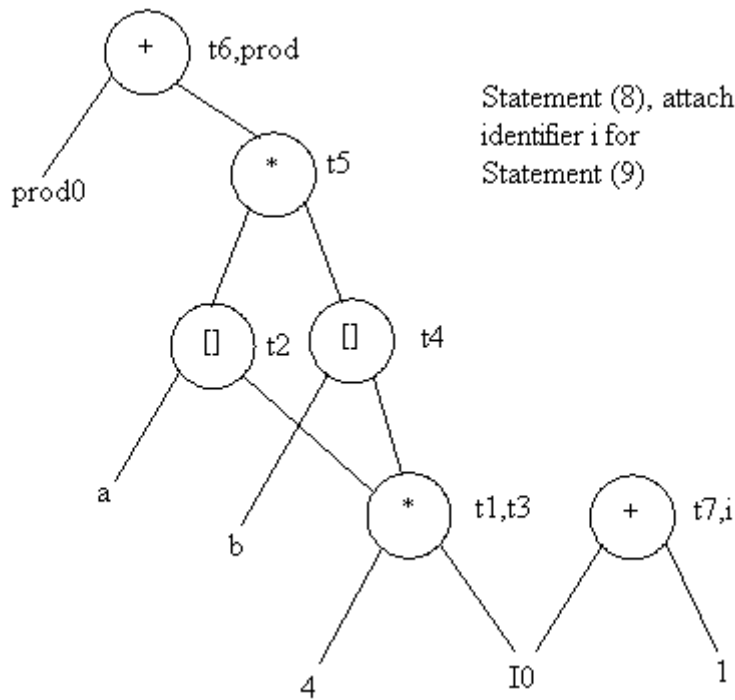 +
t6,prod
Statement (8), attach
identifier i for
Statement (9)
prod0
*
t5
[]
t2
[]
t4
a
b
*
t1,t3
+
t7,i
4
I0
1